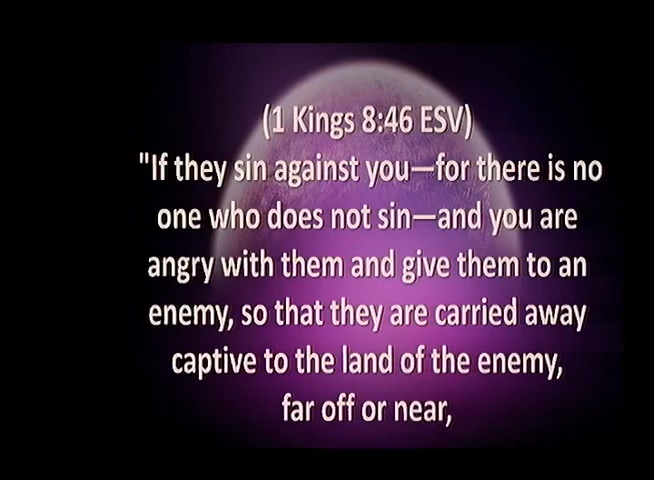 (1 Kings 8:46 ESV)
"If they sin against you—for there is no
one who does not sin—and you are
angry with them and give them to an
enemy, so that they are carried away
captive to the land of the enemy,
far off or near,